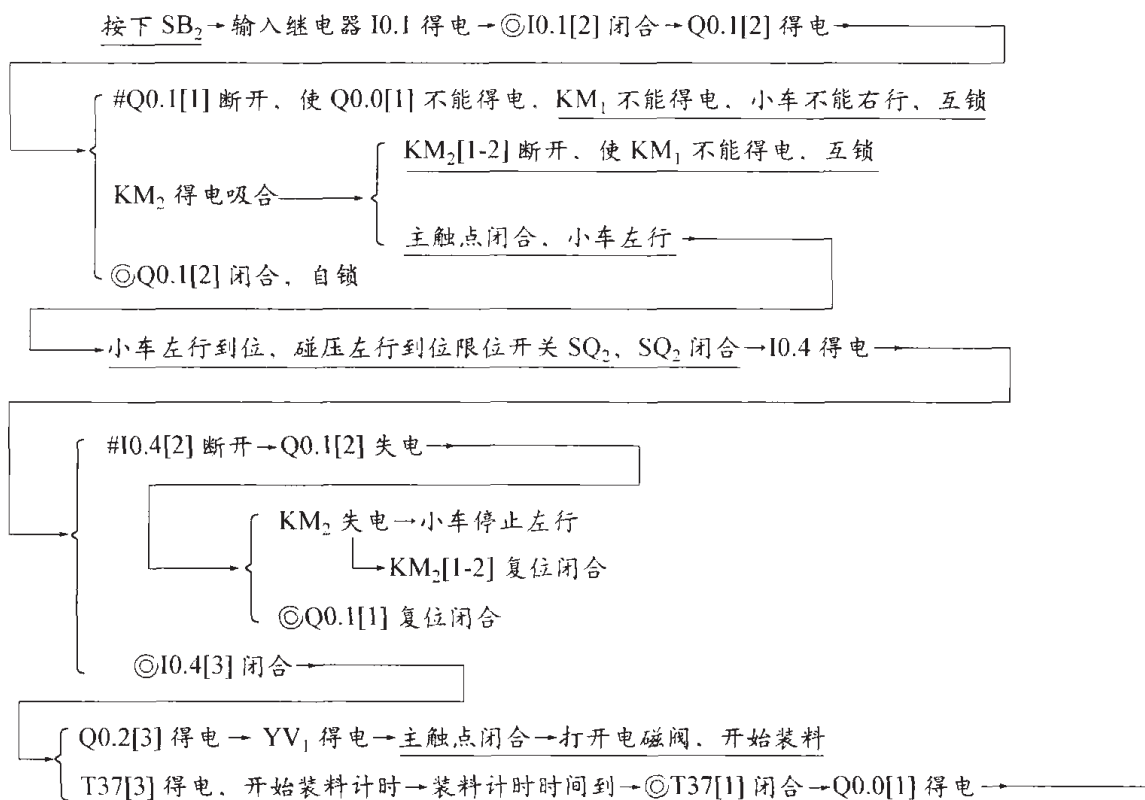 按下 SB₂→输入继电器 I0.1 得电→◎I0.1[2] 闭合→Q0.1[2] 得电→
#Q0.1[1] 断开、使 Q0.0[1] 不能得电、KM₁ 不能得电、小车不能右行、互锁
KM₂[1-2] 断开、使 KM₁ 不能得电、互锁
KM₂ 得电吸合→
主触点闭合、小车左行→
◎Q0.1[2] 闭合、自锁
小车左行到位、碰压左行到位限位开关 SQ₂、SQ₂ 闭合→I0.4 得电→
#I0.4[2] 断开→Q0.1[2] 失电→
KM₂ 失电→小车停止左行
KM₂[1-2] 复位闭合
◎Q0.1[1] 复位闭合
◎I0.4[3] 闭合→
Q0.2[3] 得电→ YV₁ 得电→主触点闭合→打开电磁阀、开始装料
T37[3] 得电、开始装料计时→装料计时时间到→◎T37[1] 闭合→Q0.0[1] 得电→